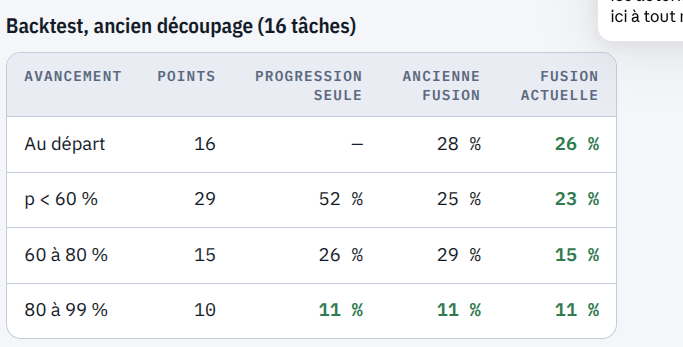 Backtest, ancien découpage (16 tâches)
ici à tout
AVANCEMENT POINTS PROGRESSION SEULE ANCIENNE FUSION FUSION ACTUELLE
Au départ 16 — 28 % 26 %
p < 60 % 29 52 % 25 % 23 %
60 à 80 % 15 26 % 29 % 15 %
80 à 99 % 10 11 % 11 % 11 %